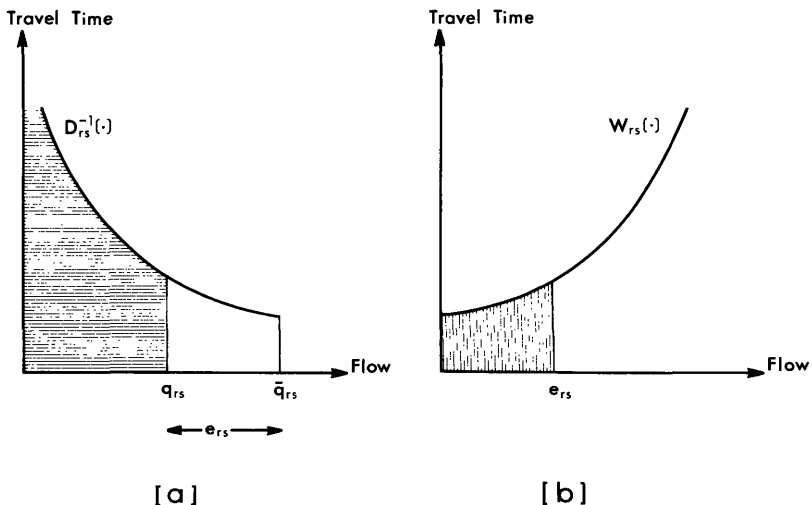 Travel Time
D_rs^-1(·)
Flow
q_rs
q̄_rs
e_rs
[a]
Travel Time
W_rs(·)
Flow
e_rs
[b]